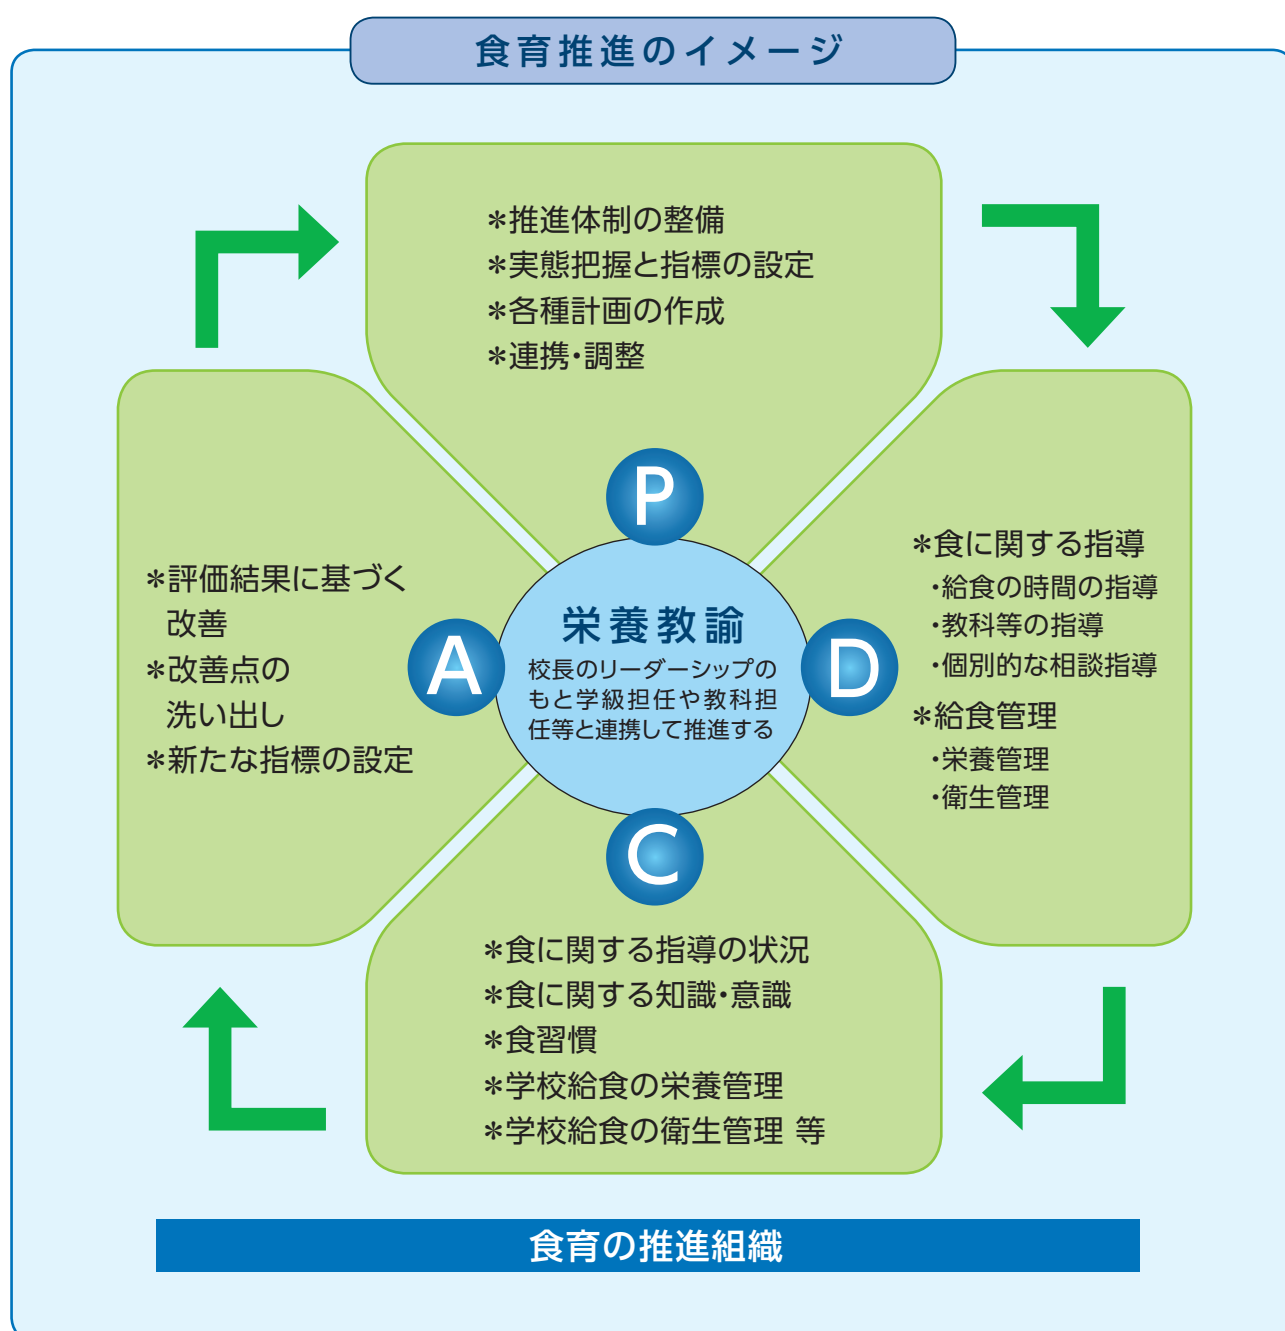 食育推進のイメージ
＊推進体制の整備
＊実態把握と指標の設定
＊各種計画の作成
＊連携・調整
P
＊食に関する指導
・給食の時間の指導
・教科等の指導
・個別的な相談指導
＊給食管理
・栄養管理
・衛生管理
D
栄養教諭
校長のリーダーシップの
もと学級担任や教科担
任等と連携して推進する
C
＊食に関する指導の状況
＊食に関する知識・意識
＊食習慣
＊学校給食の栄養管理
＊学校給食の衛生管理 等
A
＊評価結果に基づく
改善
＊改善点の
洗い出し
＊新たな指標の設定
食育の推進組織